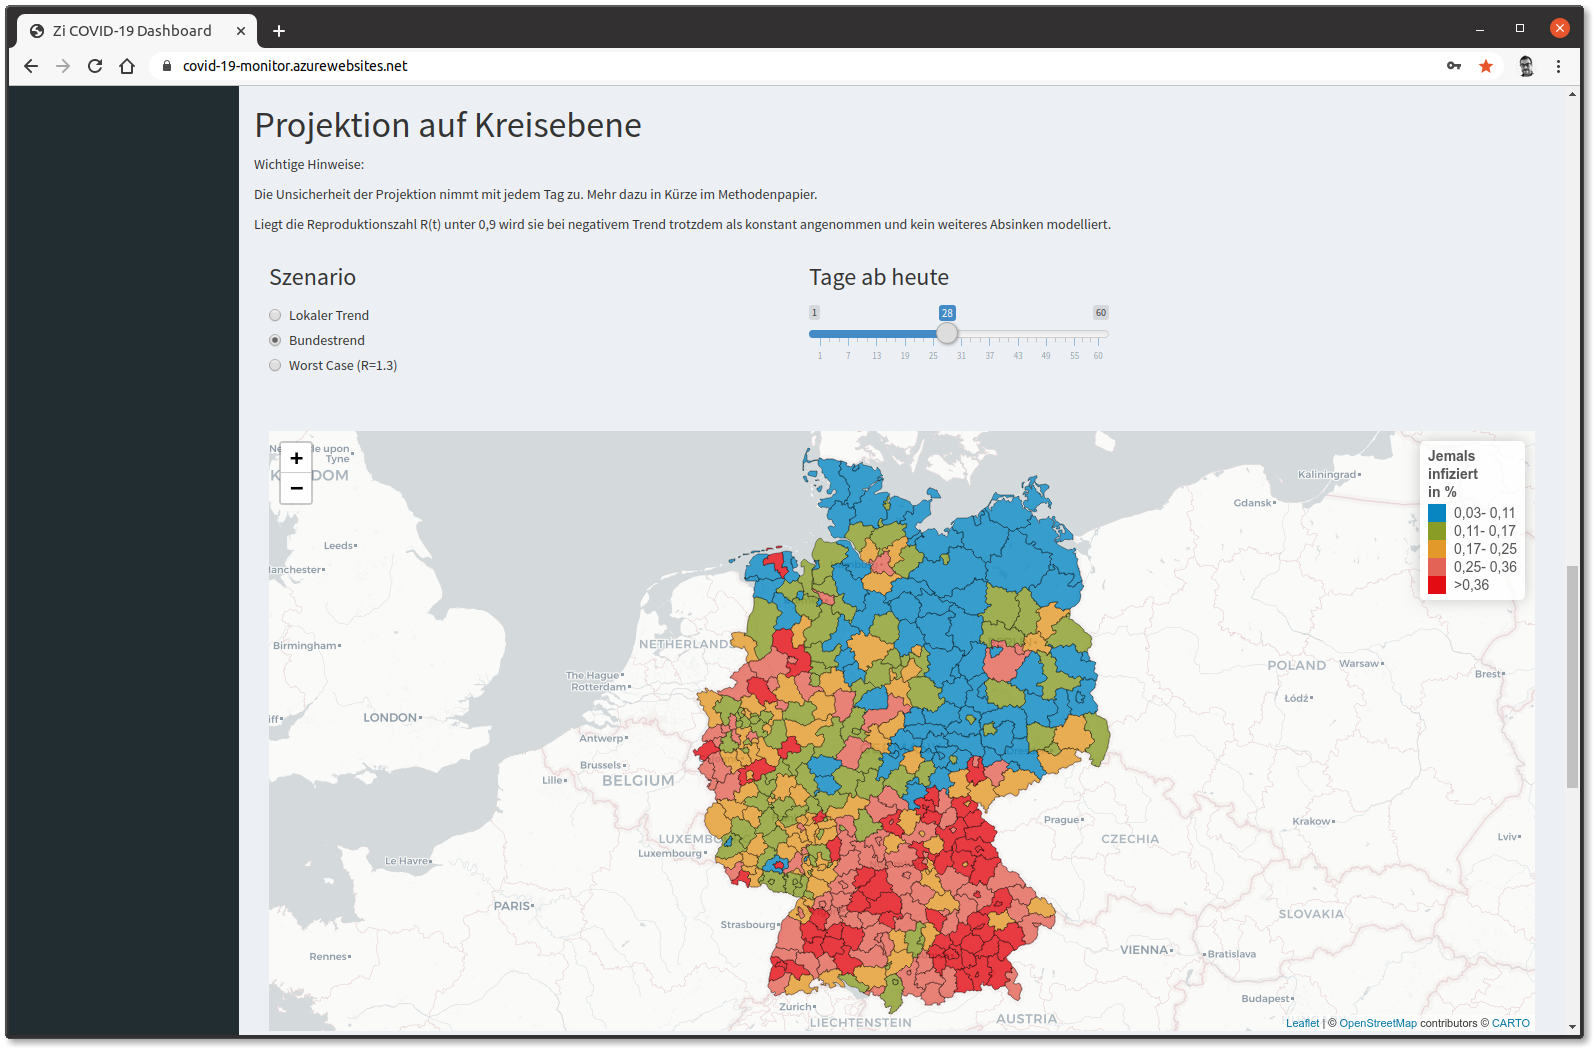 Zi COVID-19 Dashboard
covid-19-monitor.azurewebsites.net
Projektion auf Kreisebene
Wichtige Hinweise:
Die Unsicherheit der Projektion nimmt mit jedem Tag zu. Mehr dazu in Kürze im Methodenpapier.
Liegt die Reproduktionszahl R(t) unter 0,9 wird sie bei negativem Trend trotzdem als konstant angenommen und kein weiteres Absinken modelliert.
Szenario
Lokaler Trend
Bundestrend
Worst Case (R=1.3)
Tage ab heute
1 28 60
1 7 13 19 25 31 37 43 49 55 60
+
−
Jemals
infiziert
in %
0,03- 0,11
0,11- 0,17
0,17- 0,25
0,25- 0,36
>0,36
Tyne
Leeds
Birmingham
LONDON
NETHERLANDS
The Hague
Rotterdam
Antwerp
Brussels
BELGIUM
Lille
Luxembourg
Le Havre
PARIS
Rennes
Strasbourg
Zürich
LIECHTENSTEIN
AUSTRIA
VIENNA
Bratislava
Budapest
SLOVAKIA
CZECHIA
Prague
Krakow
Lviv
Łódź
POLAND
Warsaw
Brest
Gdansk
Kaliningrad
Leaflet | © OpenStreetMap contributors © CARTO